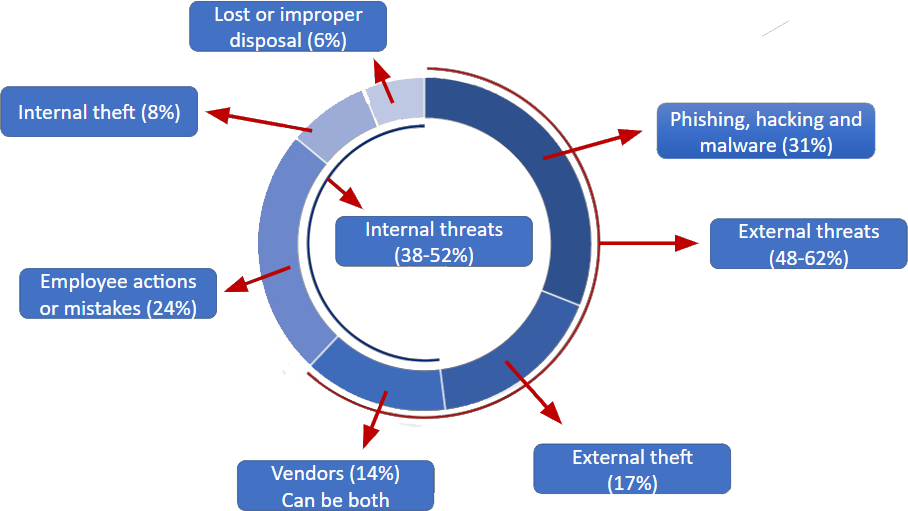 Lost or improper
disposal (6%)
Internal theft (8%)
Phishing, hacking and
malware (31%)
Internal threats
(38-52%)
External threats
(48-62%)
Employee actions
or mistakes (24%)
External theft
(17%)
Vendors (14%)
Can be both